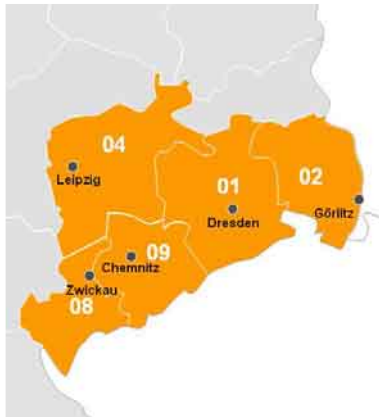 04
Leipzig
01
02
Dresden
Görlitz
09
Chemnitz
Zwickau
08